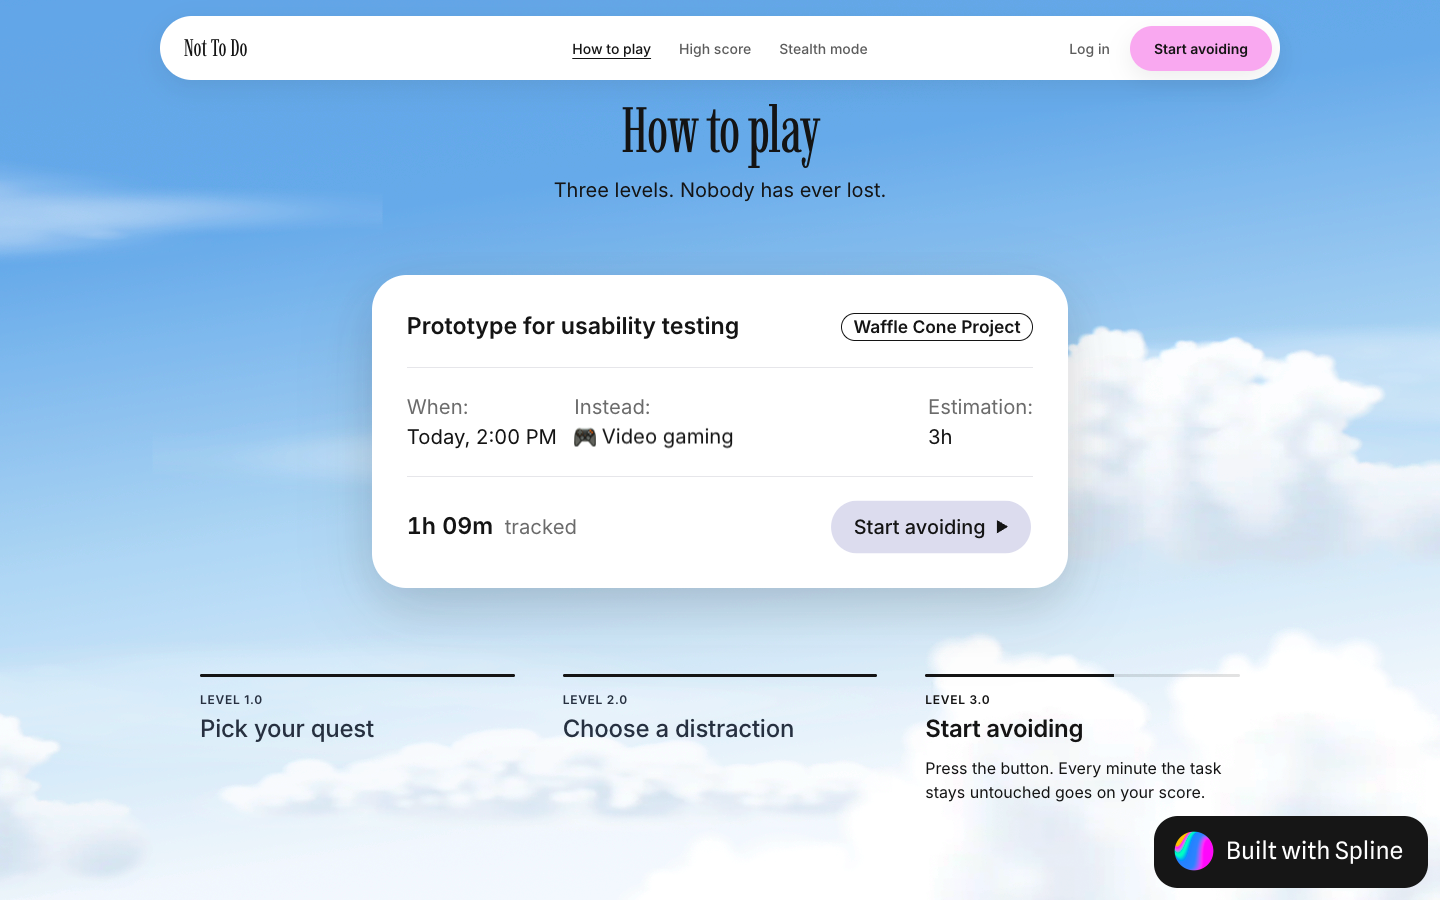 Not To Do
How to play
High score
Stealth mode
Log in
Start avoiding
How to play
Three levels. Nobody has ever lost.
Prototype for usability testing
Waffle Cone Project
When:
Today, 2:00 PM
Instead:
🎮 Video gaming
Estimation:
3h
1h 09m tracked
Start avoiding
LEVEL 1.0
Pick your quest
LEVEL 2.0
Choose a distraction
LEVEL 3.0
Start avoiding
Press the button. Every minute the task
stays untouched goes on your score.
Built with Spline